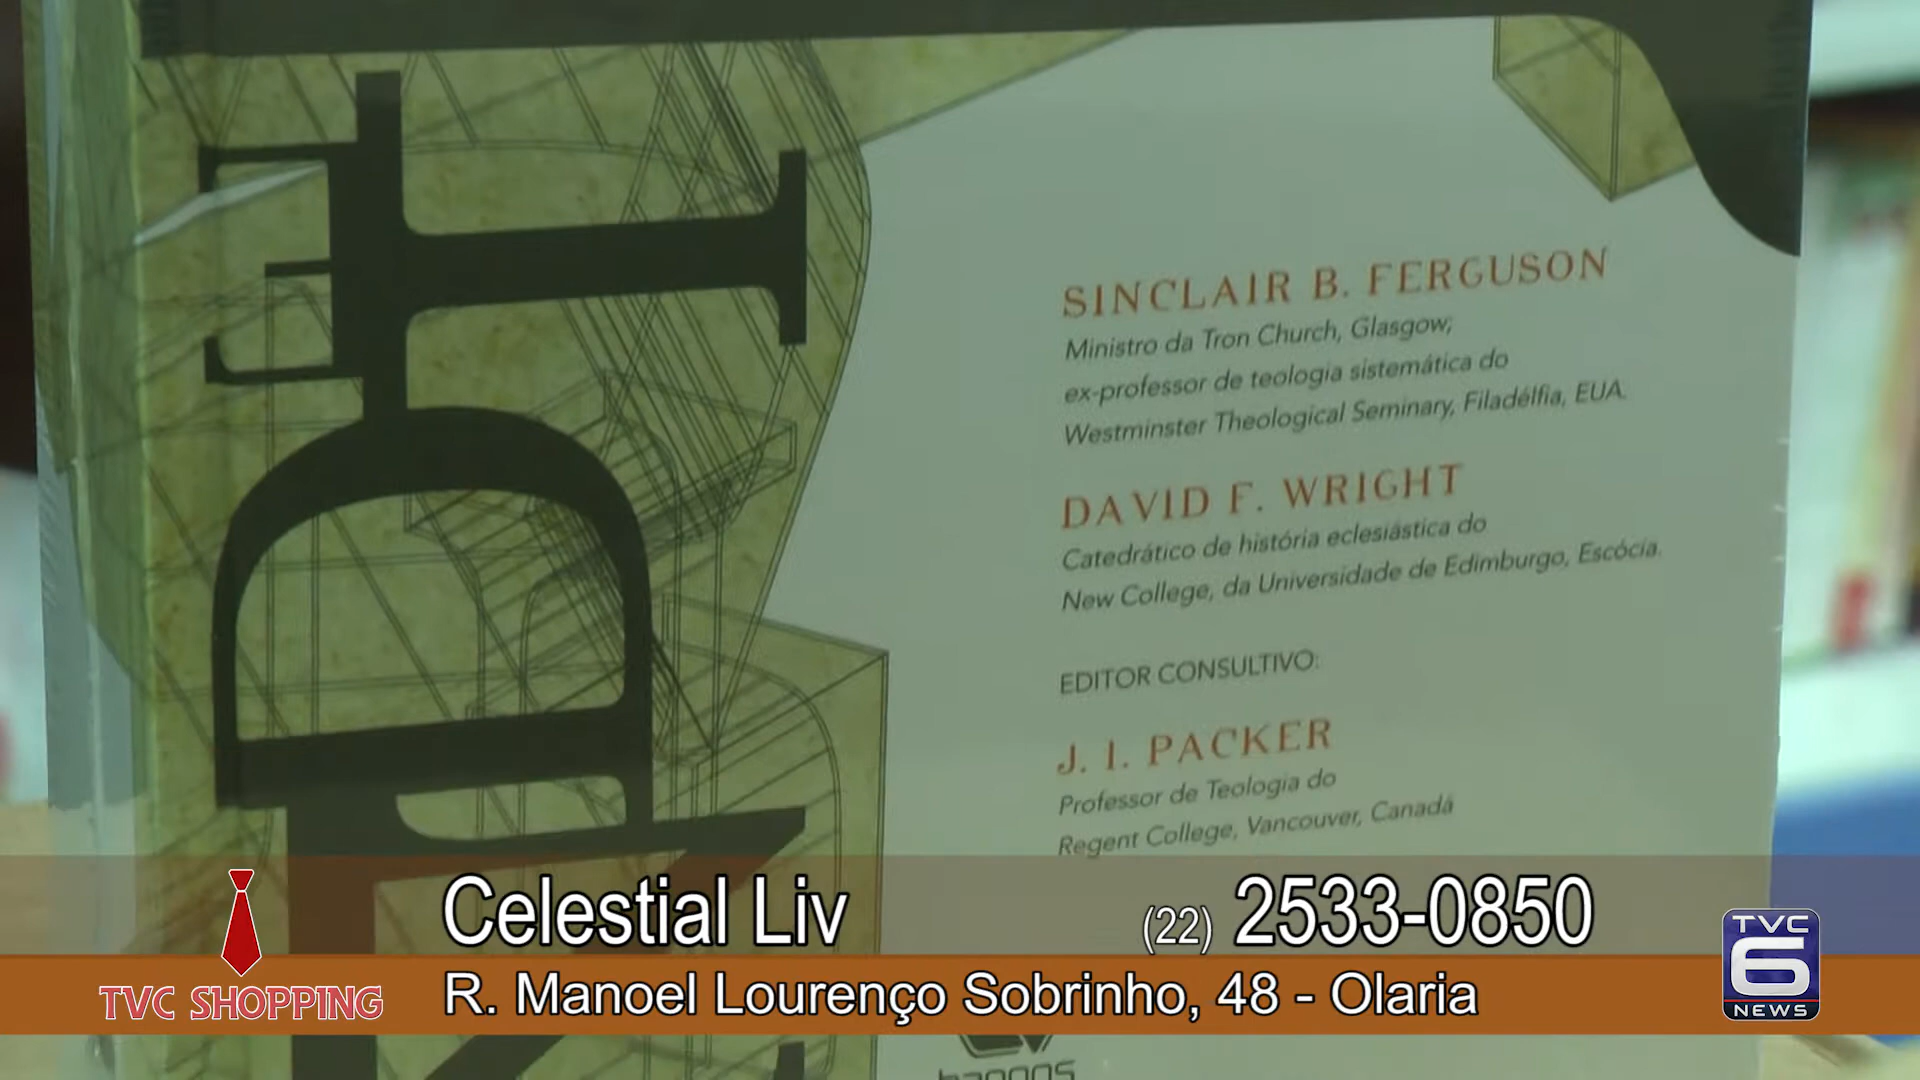 SINCLAIR B. FERGUSON
Ministro da Tron Church, Glasgow;
ex-professor de teologia sistemática do
Westminster Theological Seminary, Filadélfia, EUA.
DAVID F. WRIGHT
Catedrático de história eclesiástica do
New College, da Universidade de Edimburgo, Escócia.
EDITOR CONSULTIVO:
J. I. PACKER
Professor de Teologia do
Regent College, Vancouver, Canadá
Celestial Liv (22) 2533-0850
TVC SHOPPING
R. Manoel Lourenço Sobrinho, 48 - Olaria
TVC
6
NEWS